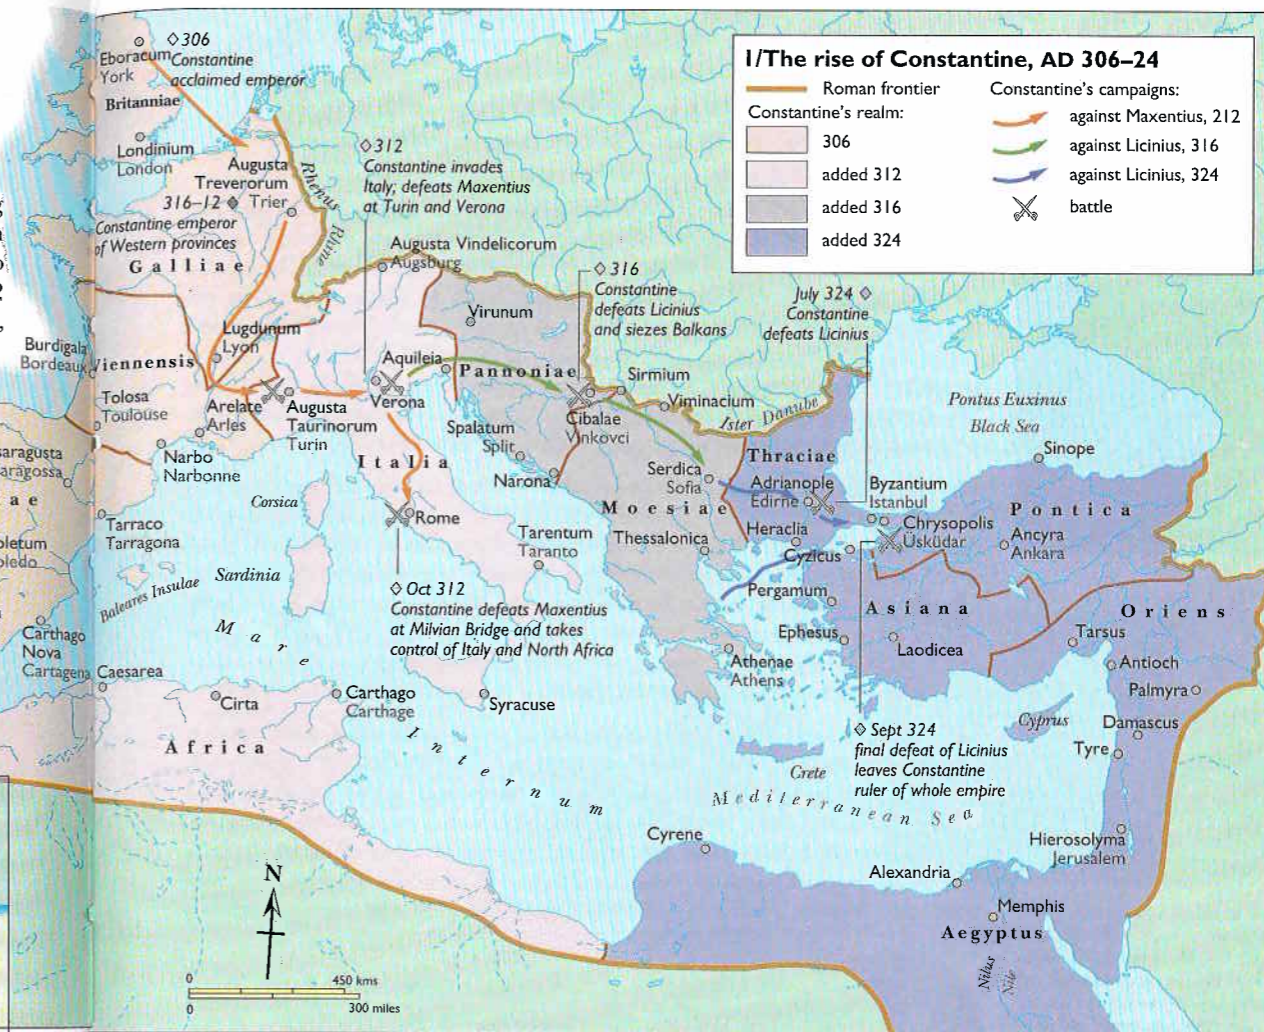 I/The rise of Constantine, AD 306–24
Roman frontier
Constantine's realm:
306
added 312
added 316
added 324
Constantine's campaigns:
against Maxentius, 212
against Licinius, 316
against Licinius, 324
battle
306
Constantine
acclaimed emperor
Eboracum
York
Britanniae
Londinium
London
Augusta
Treverorum
Trier
316–12
Constantine emperor
of Western provinces
Galliae
Rhenus
Rhine
312
Constantine invades
Italy; defeats Maxentius
at Turin and Verona
Augusta Vindelicorum
Augsburg
Virunum
316
Constantine
defeats Licinius
and siezes Balkans
July 324
Constantine
defeats Licinius
Burdigala
Bordeaux
Viennensis
Lugdunum
Lyon
Tolosa
Toulouse
Arelate
Arles
Augusta
Taurinorum
Turin
Verona
Aquileia
Pannoniae
Sirmium
Viminacium
Cibalae
Vinkovci
Ister Danube
Pontus Euxinus
Black Sea
Sinope
Narbo
Narbonne
Italia
Spalatum
Split
Narona
Serdica
Sofia
Thraciae
Adrianople
Edirne
Byzantium
Istanbul
Pontica
saragusta
aragossa
ae
Corsica
Rome
Moesiae
Heraclia
Chrysopolis
Üsküdar
Ancyra
Ankara
Tarraco
Tarragona
oletum
oledo
Tarentum
Taranto
Thessalonica
Cyzicus
Baleares Insulae
Sardinia
Oct 312
Constantine defeats Maxentius
at Milvian Bridge and takes
control of Italy and North Africa
Pergamum
Asiana
Oriens
Carthago
Nova
Cartagena
Mare
Ephesus
Laodicea
Tarsus
Athenae
Athens
Antioch
Caesarea
Cirta
Carthago
Carthage
Syracuse
Palmyra
Africa
Internum
Sept 324
final defeat of Licinius
leaves Constantine
ruler of whole empire
Cyprus
Damascus
Tyre
Crete
Mediterranean Sea
Cyrene
Hierosolyma
Jerusalem
Alexandria
Memphis
Aegyptus
Nilus
Nile
N
0
450 kms
0
300 miles